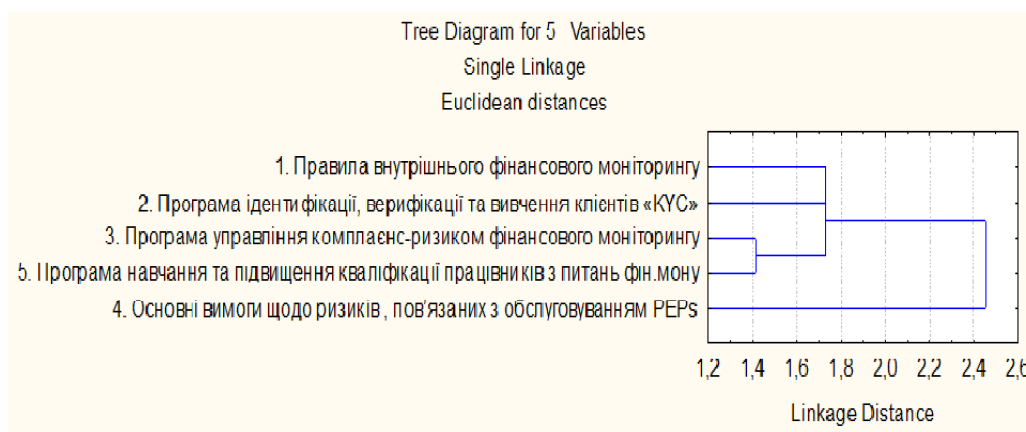 Tree Diagram for 5 Variables
Single Linkage
Euclidean distances
1. Правила внутрішнього фінансового моніторингу
2. Програма ідентифікації, верифікації та вивчення клієнтів «KYC»
3. Програма управління комплаєнс-ризиком фінансового моніторингу
5. Програма навчання та підвищення кваліфікації працівників з питань фін.мону
4. Основні вимоги щодо ризиків , пов'язаних з обслуговуванням PEPs
1,2 1,4 1,6 1,8 2,0 2,2 2,4 2,6
Linkage Distance